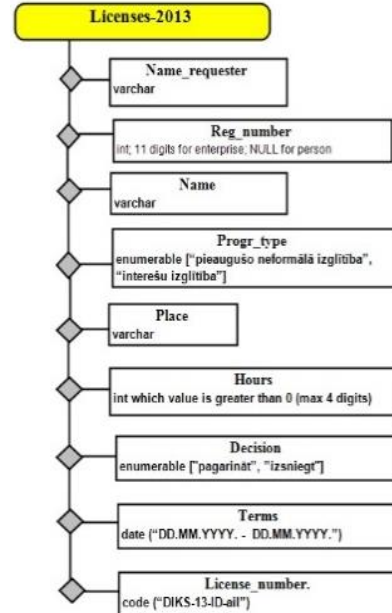 Licenses-2013
Name_requester
varchar
Reg_number
int; 11 digits for enterprise; NULL for person
Name
varchar
Progr_type
enumerable ["pieaugušo neformālā izglītība",
"interešu izglītība"]
Place
varchar
Hours
int which value is greater than 0 (max 4 digits)
Decision
enumerable ["pagarināt", "izsniegt"]
Terms
date ("DD.MM.YYYY. - DD.MM.YYYY.")
License_number.
code ("DIKS-13-ID-ail")